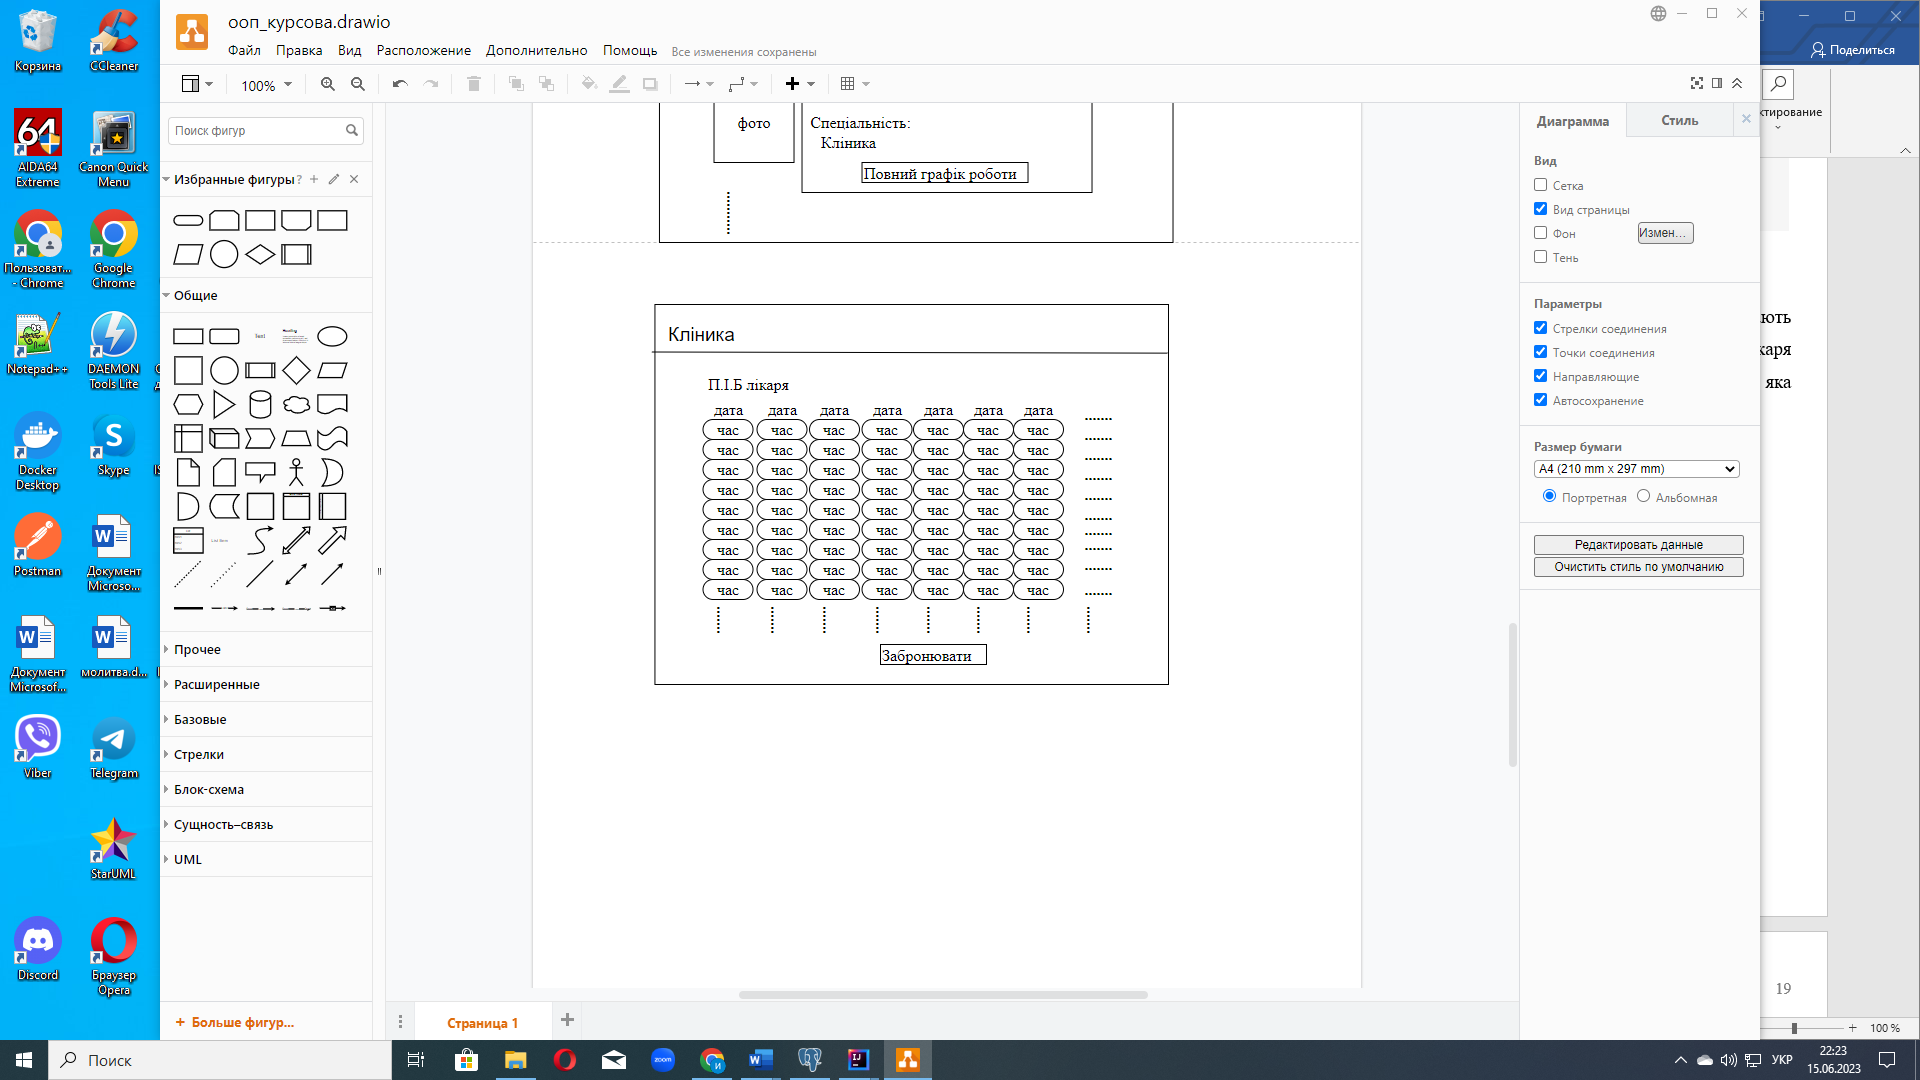 Корзина
CCleaner
AIDA64 Extreme
Canon Quick Menu
Пользоват... - Chrome
Google Chrome
Notepad++
DAEMON Tools Lite
Docker Desktop
Skype
Postman
Документ Microso...
Документ Microsof...
молитва.d...
Viber
Telegram
StarUML
Discord
Браузер Opera
ооп_курсова.drawio
Файл Правка Вид Расположение Дополнительно Помощь Все изменения сохранены
100%
Поиск фигур
Избранные фигуры ?
Общие
Text
Heading
List Item
Прочее
Расширенные
Базовые
Стрелки
Блок-схема
Сущность–связь
UML
+ Больше фигур...
фото
Спеціальність:
Клініка
Повний графік роботи
Клініка
П.І.Б лікаря
дата дата дата дата дата дата дата .......
час час час час час час час .......
час час час час час час час .......
час час час час час час час .......
час час час час час час час .......
час час час час час час час .......
час час час час час час час .......
час час час час час час час .......
час час час час час час час .......
час час час час час час час .......
Забронювати
Страница 1
Диаграмма Стиль
Вид
Сетка
Вид страницы
Фон Измен...
Тень
Параметры
Стрелки соединения
Точки соединения
Направляющие
Автосохранение
Размер бумаги
A4 (210 mm x 297 mm)
Портретная Альбомная
Редактировать данные
Очистить стиль по умолчанию
Поделиться
ктирование
ють
каря
яка
19
100 %
Поиск
zoom
УКР
22:23
15.06.2023